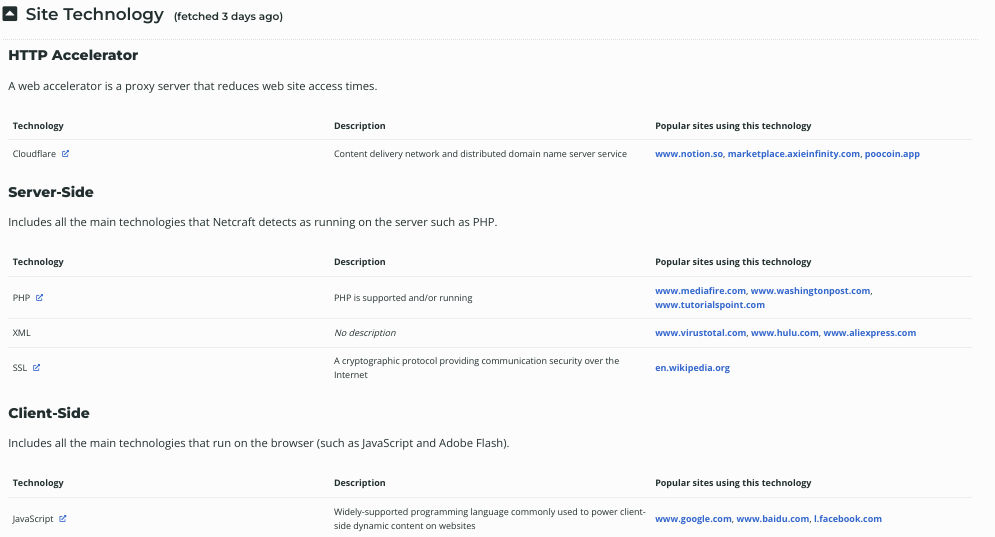 Site Technology (fetched 3 days ago)
HTTP Accelerator
A web accelerator is a proxy server that reduces web site access times.
Technology Description Popular sites using this technology
Cloudflare Content delivery network and distributed domain name server service www.notion.so, marketplace.axieinfinity.com, poocoin.app
Server-Side
Includes all the main technologies that Netcraft detects as running on the server such as PHP.
Technology Description Popular sites using this technology
PHP PHP is supported and/or running www.mediafire.com, www.washingtonpost.com,
www.tutorialspoint.com
XML No description www.virustotal.com, www.hulu.com, www.aliexpress.com
SSL A cryptographic protocol providing communication security over the
Internet en.wikipedia.org
Client-Side
Includes all the main technologies that run on the browser (such as JavaScript and Adobe Flash).
Technology Description Popular sites using this technology
JavaScript Widely-supported programming language commonly used to power client-
side dynamic content on websites www.google.com, www.baidu.com, l.facebook.com